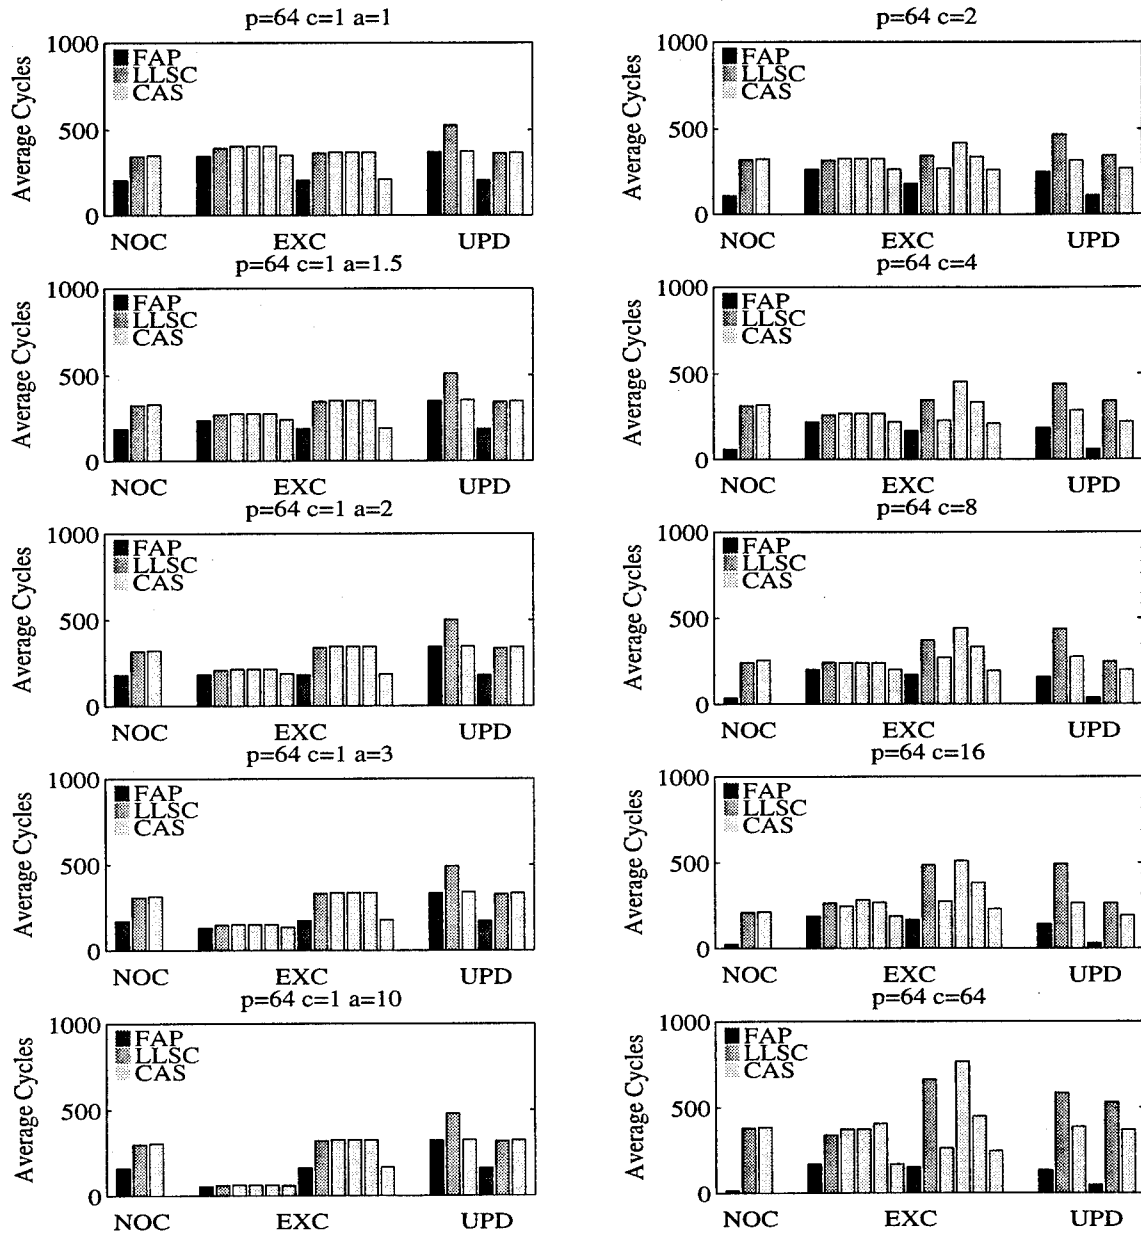 p=64 c=1 a=1
1000
500
0
Average Cycles
FAP
LLSC
CAS
NOC EXC UPD
p=64 c=1 a=1.5
1000
500
0
Average Cycles
FAP
LLSC
CAS
NOC EXC UPD
p=64 c=1 a=2
1000
500
0
Average Cycles
FAP
LLSC
CAS
NOC EXC UPD
p=64 c=1 a=3
1000
500
0
Average Cycles
FAP
LLSC
CAS
NOC EXC UPD
p=64 c=1 a=10
1000
500
0
Average Cycles
FAP
LLSC
CAS
NOC EXC UPD
p=64 c=2
1000
500
0
Average Cycles
FAP
LLSC
CAS
NOC EXC UPD
p=64 c=4
1000
500
0
Average Cycles
FAP
LLSC
CAS
NOC EXC UPD
p=64 c=8
1000
500
0
Average Cycles
FAP
LLSC
CAS
NOC EXC UPD
p=64 c=16
1000
500
0
Average Cycles
FAP
LLSC
CAS
NOC EXC UPD
p=64 c=64
1000
500
0
Average Cycles
FAP
LLSC
CAS
NOC EXC UPD